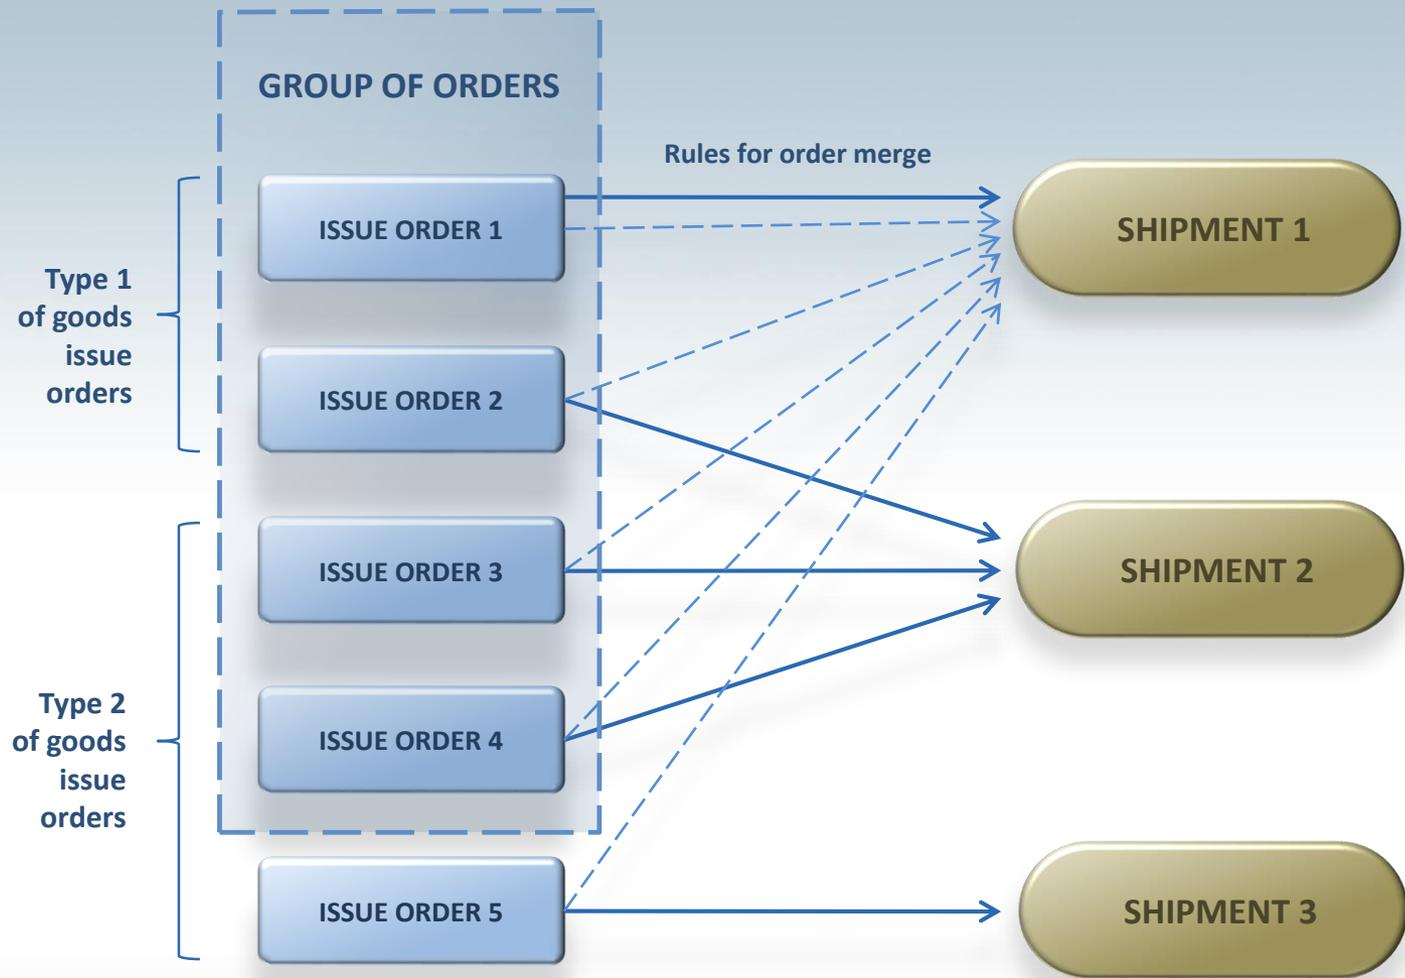 GROUP OF ORDERS
Rules for order merge
ISSUE ORDER 1
SHIPMENT 1
Type 1
of goods
issue
orders
ISSUE ORDER 2
ISSUE ORDER 3
SHIPMENT 2
Type 2
of goods
issue
orders
ISSUE ORDER 4
ISSUE ORDER 5
SHIPMENT 3